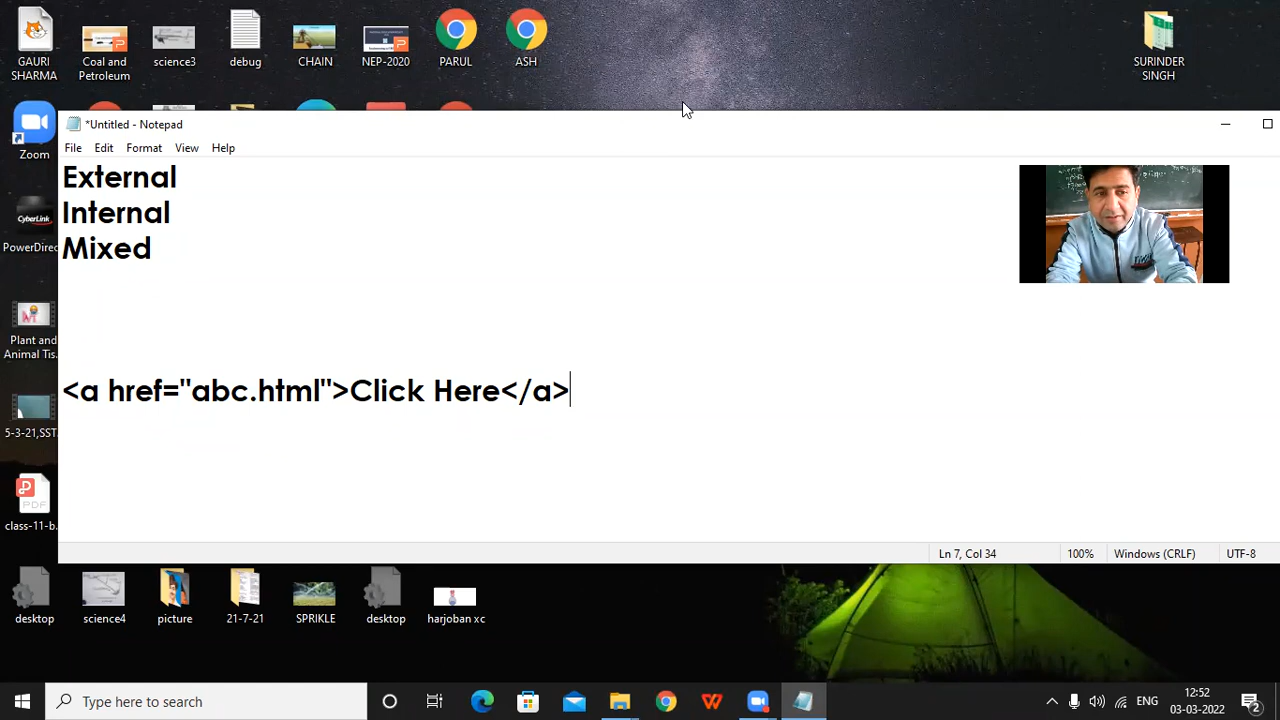 GAURI SHARMA
Coal and Petroleum
science3
debug
CHAIN
NEP-2020
PARUL
ASH
SURINDER SINGH
Zoom
*Untitled - Notepad
File Edit Format View Help
External
Internal
Mixed
CyberLink
PowerDirec
Plant and Animal Tis...
<a href="abc.html">Click Here</a>
5-3-21,SST
PDF
class-11-b.
Ln 7, Col 34
100%
Windows (CRLF)
UTF-8
desktop
science4
picture
21-7-21
SPRIKLE
desktop
harjoban xc
Type here to search
ENG
12:52
03-03-2022
2